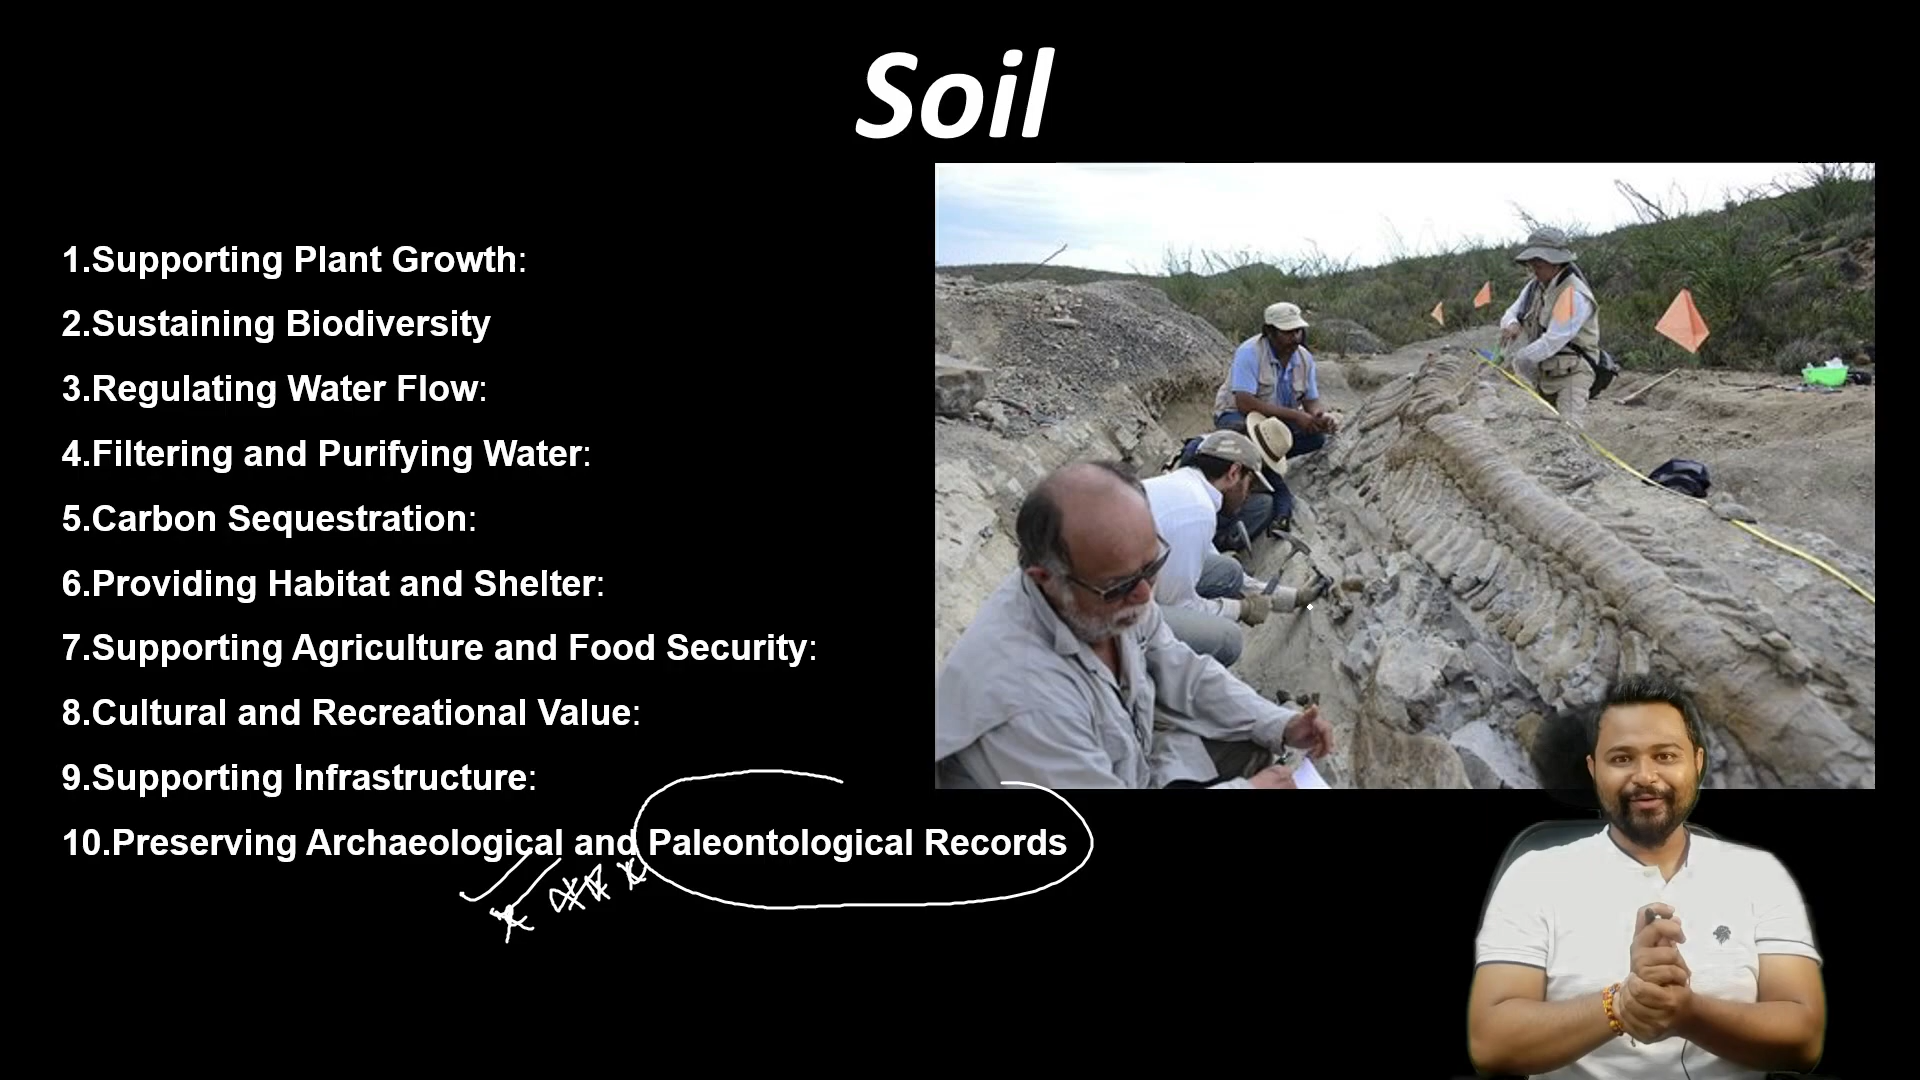 Soil
1.Supporting Plant Growth:
2.Sustaining Biodiversity
3.Regulating Water Flow:
4.Filtering and Purifying Water:
5.Carbon Sequestration:
6.Providing Habitat and Shelter:
7.Supporting Agriculture and Food Security:
8.Cultural and Recreational Value:
9.Supporting Infrastructure:
10.Preserving Archaeological and Paleontological Records